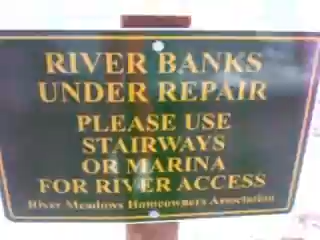 RIVER BANKS
UNDER REPAIR
PLEASE USE
STAIRWAYS
OR MARINA
FOR RIVER ACCESS
River Meadows Homeowners Association